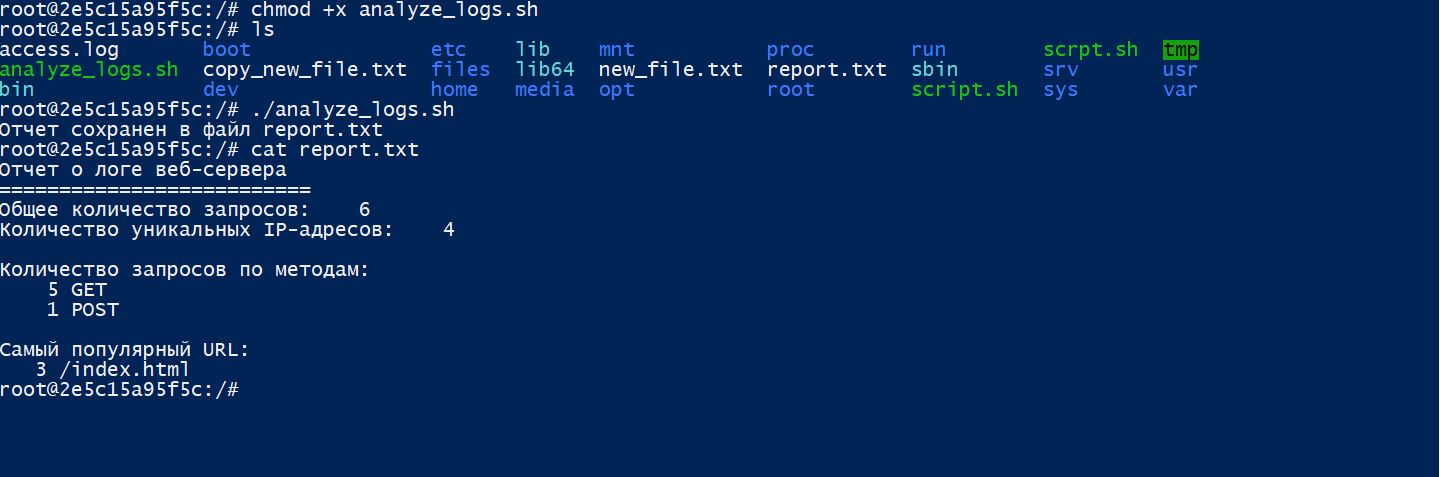 root@2e5c15a95f5c:/# chmod +x analyze_logs.sh
root@2e5c15a95f5c:/# ls
access.log       boot               etc    lib    mnt           proc        run        scrpt.sh  tmp
analyze_logs.sh  copy_new_file.txt  files  lib64  new_file.txt  report.txt  sbin       srv       usr
bin              dev                home   media  opt           root        script.sh  sys       var
root@2e5c15a95f5c:/# ./analyze_logs.sh
Отчет сохранен в файл report.txt
root@2e5c15a95f5c:/# cat report.txt
Отчет о логе веб-сервера
==========================
Общее количество запросов:    6
Количество уникальных IP-адресов:    4

Количество запросов по методам:
    5 GET
    1 POST

Самый популярный URL:
   3 /index.html
root@2e5c15a95f5c:/#